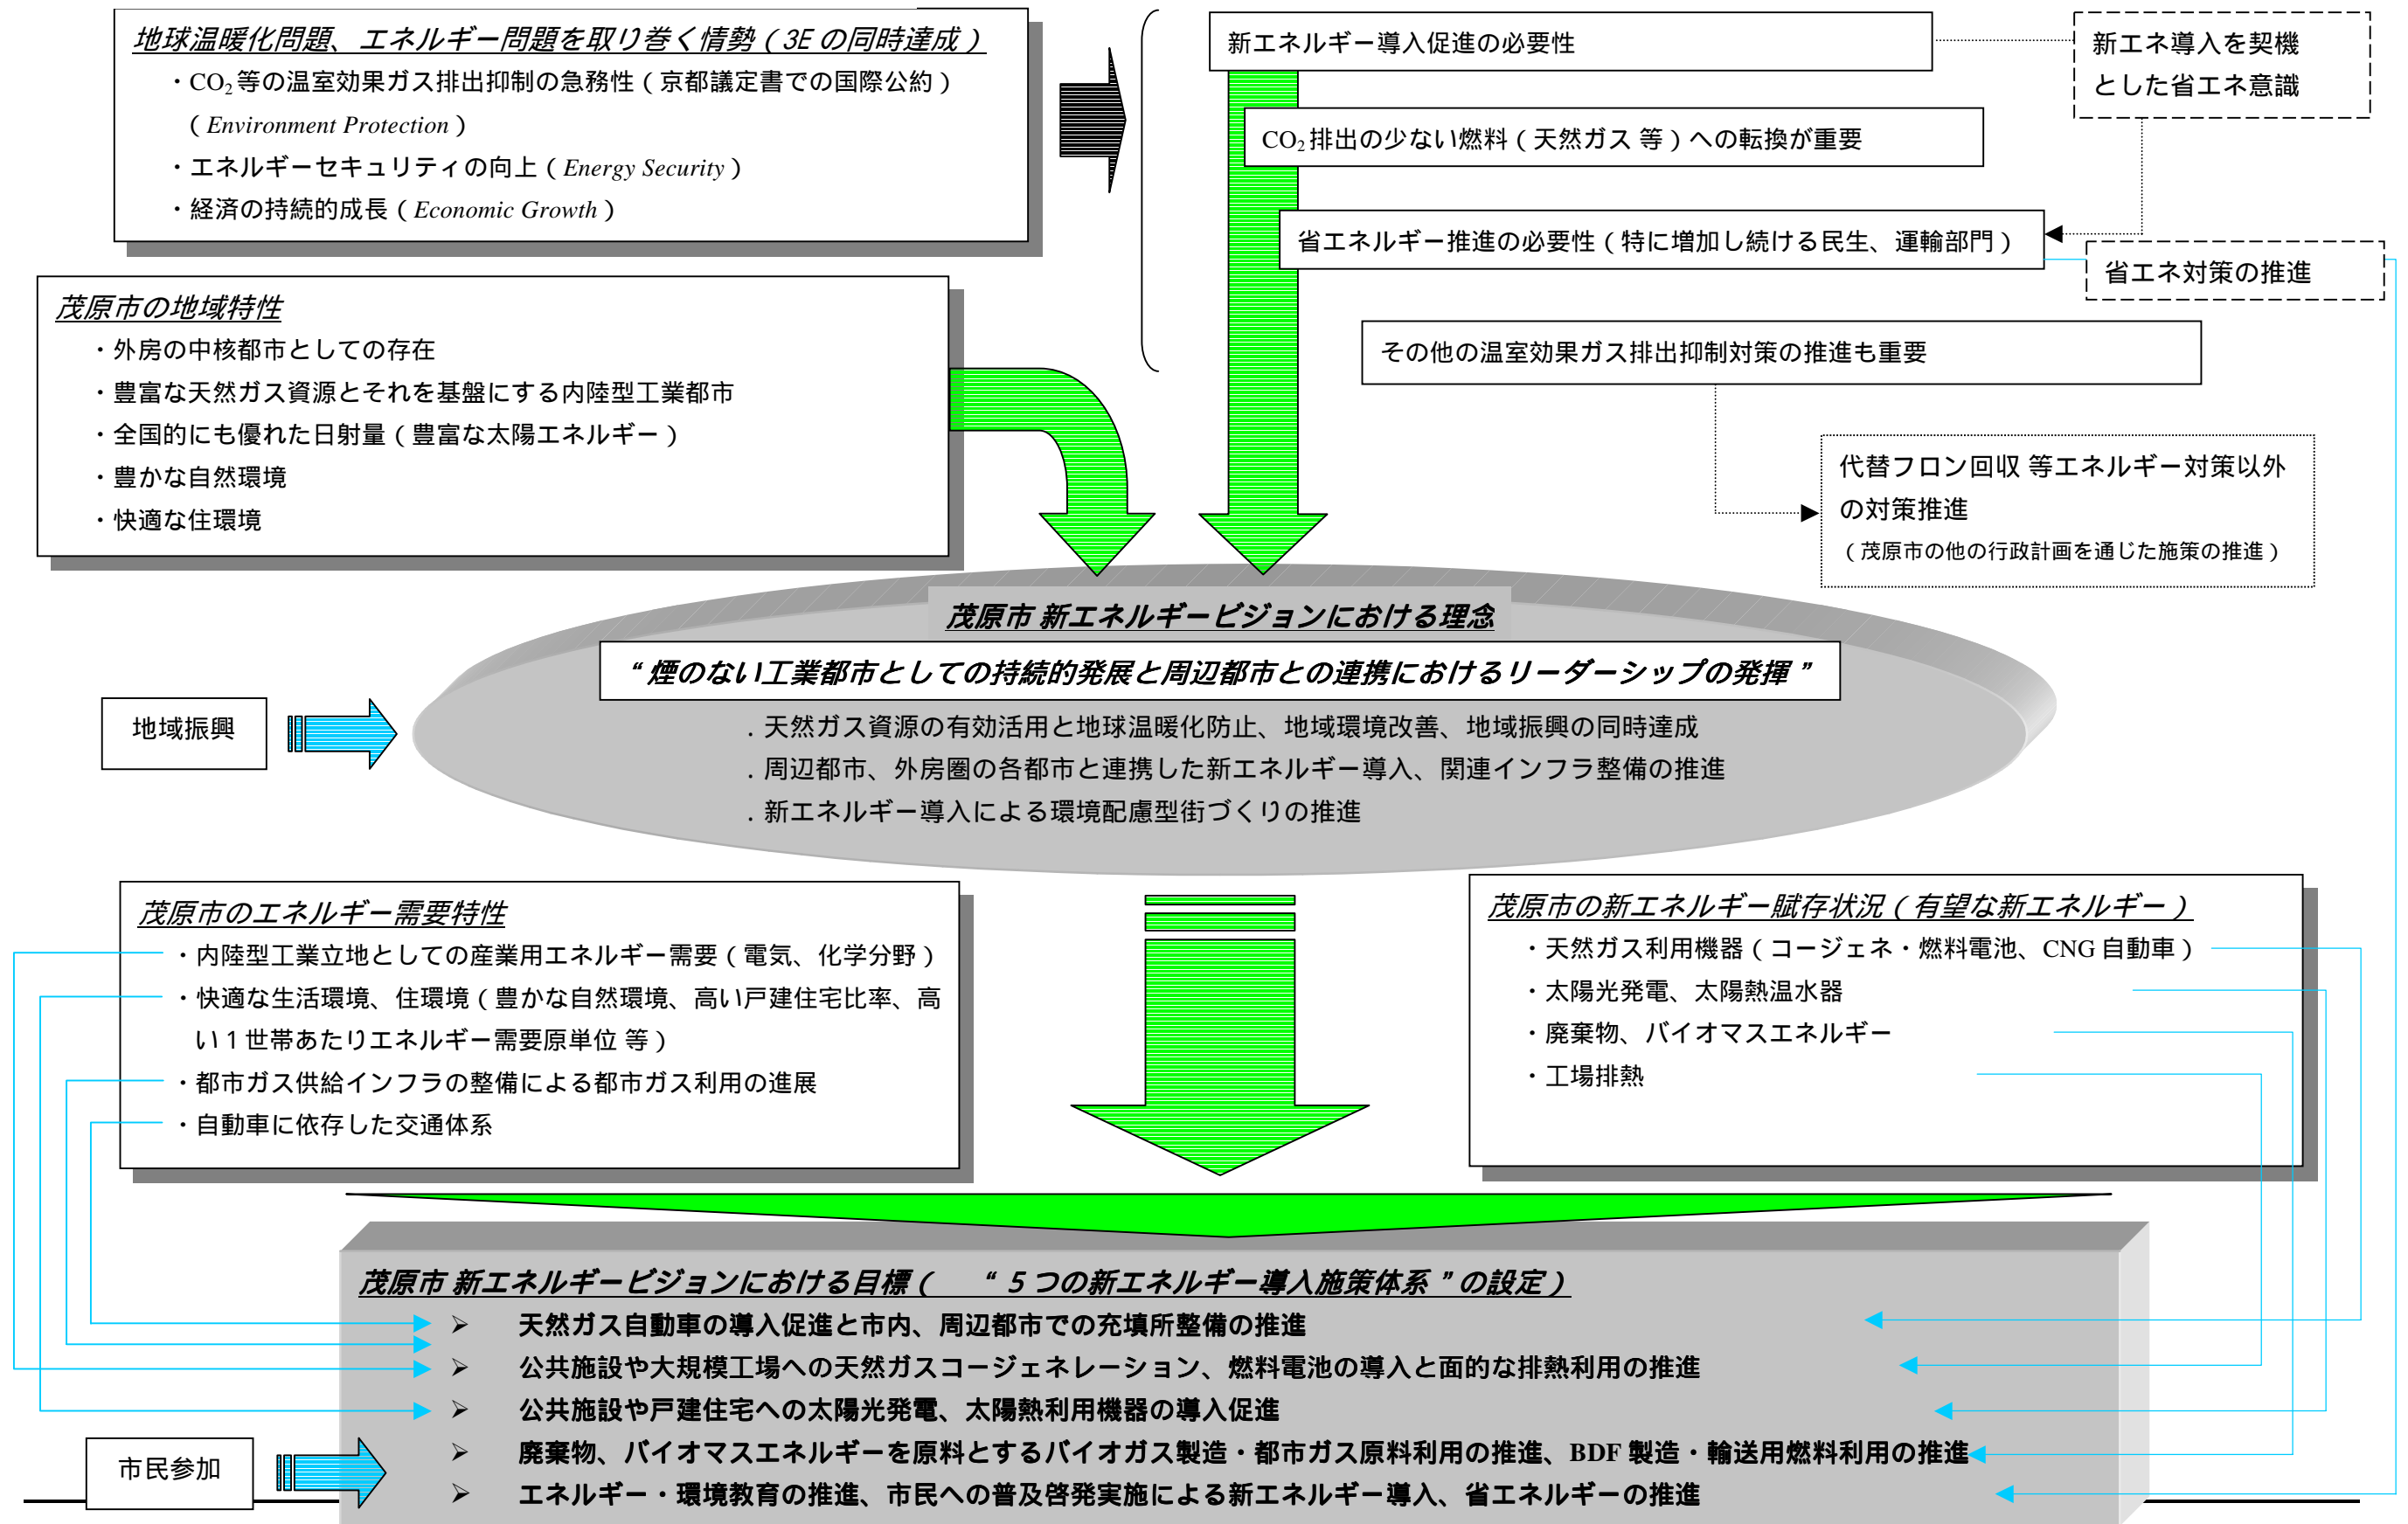 地球温暖化問題、エネルギー問題を取り巻く情勢（3Eの同時達成）
・CO₂等の温室効果ガス排出抑制の急務性（京都議定書での国際公約）
（Environment Protection）
・エネルギーセキュリティの向上（Energy Security）
・経済の持続的成長（Economic Growth）
新エネルギー導入促進の必要性
新エネ導入を契機
とした省エネ意識
CO₂排出の少ない燃料（天然ガス 等）への転換が重要
省エネルギー推進の必要性（特に増加し続ける民生、運輸部門）
省エネ対策の推進
その他の温室効果ガス排出抑制対策の推進も重要
代替フロン回収 等エネルギー対策以外
の対策推進
（茂原市の他の行政計画を通じた施策の推進）
茂原市の地域特性
・外房の中核都市としての存在
・豊富な天然ガス資源とそれを基盤にする内陸型工業都市
・全国的にも優れた日射量（豊富な太陽エネルギー）
・豊かな自然環境
・快適な住環境
茂原市 新エネルギービジョンにおける理念
“煙のない工業都市としての持続的発展と周辺都市との連携におけるリーダーシップの発揮”
．天然ガス資源の有効活用と地球温暖化防止、地域環境改善、地域振興の同時達成
．周辺都市、外房圏の各都市と連携した新エネルギー導入、関連インフラ整備の推進
．新エネルギー導入による環境配慮型街づくりの推進
地域振興
茂原市のエネルギー需要特性
・内陸型工業立地としての産業用エネルギー需要（電気、化学分野）
・快適な生活環境、住環境（豊かな自然環境、高い戸建住宅比率、高
い１世帯あたりエネルギー需要原単位 等）
・都市ガス供給インフラの整備による都市ガス利用の進展
・自動車に依存した交通体系
茂原市の新エネルギー賦存状況（有望な新エネルギー）
・天然ガス利用機器（コージェネ・燃料電池、CNG自動車）
・太陽光発電、太陽熱温水器
・廃棄物、バイオマスエネルギー
・工場排熱
茂原市 新エネルギービジョンにおける目標（ “５つの新エネルギー導入施策体系”の設定）
➢ 天然ガス自動車の導入促進と市内、周辺都市での充填所整備の推進
➢ 公共施設や大規模工場への天然ガスコージェネレーション、燃料電池の導入と面的な排熱利用の推進
➢ 公共施設や戸建住宅への太陽光発電、太陽熱利用機器の導入促進
➢ 廃棄物、バイオマスエネルギーを原料とするバイオガス製造・都市ガス原料利用の推進、BDF製造・輸送用燃料利用の推進
➢ エネルギー・環境教育の推進、市民への普及啓発実施による新エネルギー導入、省エネルギーの推進
市民参加